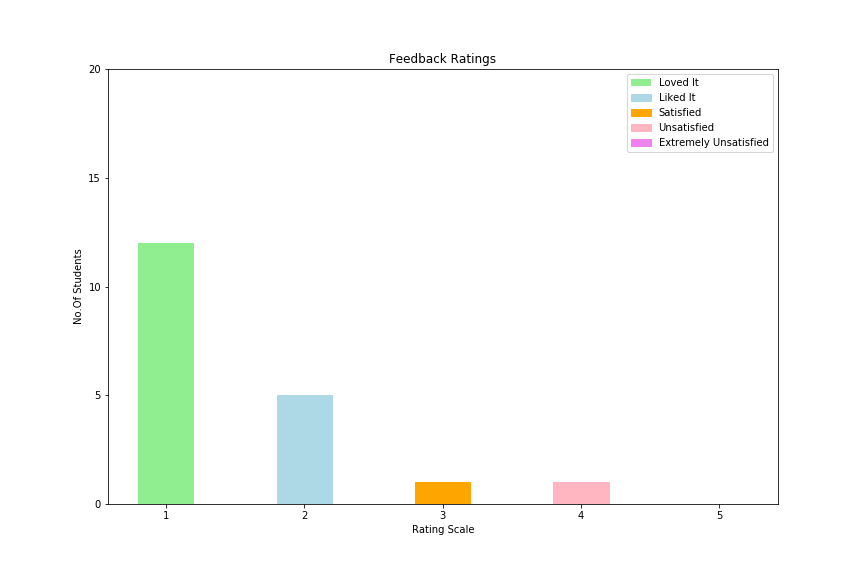 Feedback Ratings
20
15
10
5
0
No.Of Students
Loved It
Liked It
Satisfied
Unsatisfied
Extremely Unsatisfied
1 2 3 4 5
Rating Scale